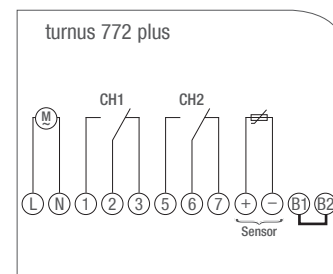 turnus 772 plus
CH1 CH2
M
~
L N 1 2 3 5 6 7 + − B1 B2
Sensor